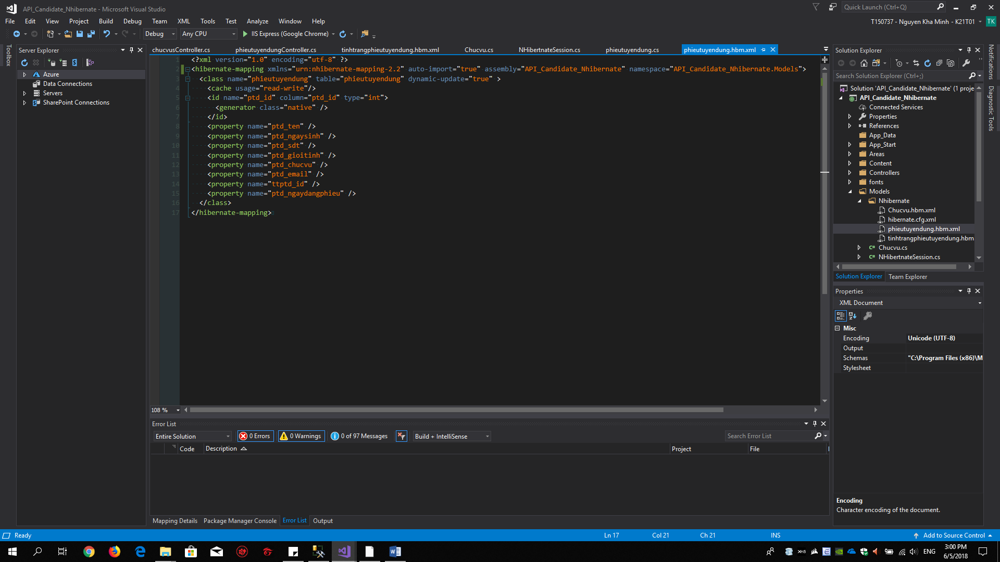 API_Candidate_Nhibernate - Microsoft Visual Studio
Quick Launch (Ctrl+Q)
File Edit View Project Build Debug Team XML Tools Test Analyze Window Help
T150737 - Nguyen Kha Minh - K21T01 TK
Debug Any CPU IIS Express (Google Chrome)
Toolbox
Server Explorer
Azure
Data Connections
Servers
SharePoint Connections
chucvusController.cs phieutuyendungController.cs tinhtrangphieutuyendung.hbm.xml Chucvu.cs NHibertnateSession.cs phieutuyendung.cs phieutuyendung.hbm.xml
1 <?xml version="1.0" encoding="utf-8" ?>
2 <hibernate-mapping xmlns="urn:nhibernate-mapping-2.2" auto-import="true" assembly="API_Candidate_Nhibernate" namespace="API_Candidate_Nhibernate.Models">
3 <class name="phieutuyendung" table="phieutuyendung" dynamic-update="true" >
4 <cache usage="read-write"/>
5 <id name="ptd_id" column="ptd_id" type="int">
6 <generator class="native" />
7 </id>
8 <property name="ptd_ten" />
9 <property name="ptd_ngaysinh" />
10 <property name="ptd_sdt" />
11 <property name="ptd_gioitinh" />
12 <property name="ptd_chucvu" />
13 <property name="ptd_email" />
14 <property name="ttptd_id" />
15 <property name="ptd_ngaydangphieu" />
16 </class>
17 </hibernate-mapping>
108 %
Error List
Entire Solution 0 Errors 0 Warnings 0 of 97 Messages Build + IntelliSense Search Error List
Code Description Project File
Mapping Details Package Manager Console Error List Output
Solution Explorer
Search Solution Explorer (Ctrl+;)
Solution 'API_Candidate_Nhibernate' (1 proje
API_Candidate_Nhibernate
Connected Services
Properties
References
App_Data
App_Start
Areas
Content
Controllers
fonts
Models
Nhibernate
Chucvu.hbm.xml
hibernate.cfg.xml
phieutuyendung.hbm.xml
tinhtrangphieutuyendung.hbm
Chucvu.cs
NHibertnateSession.cs
Solution Explorer Team Explorer
Properties
XML Document
Misc
Encoding Unicode (UTF-8)
Output
Schemas "C:\Program Files (x86)\M
Stylesheet
Encoding
Character encoding of the document.
Notifications
Diagnostic Tools
Ready Ln 17 Col 21 Ch 21 INS Add to Source Control
ENG
3:00 PM
6/5/2018